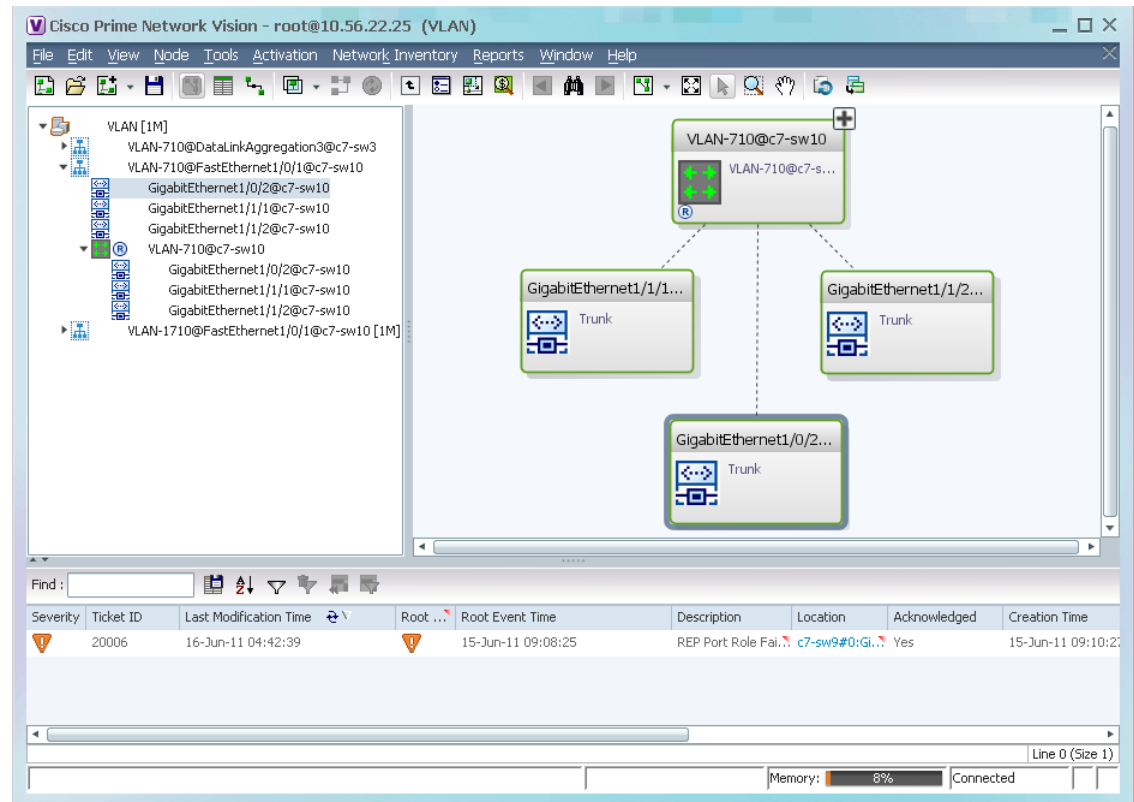 V Cisco Prime Network Vision - root@10.56.22.25 (VLAN)
File Edit View Node Tools Activation Network Inventory Reports Window Help
VLAN [1M]
VLAN-710@DataLinkAggregation3@c7-sw3
VLAN-710@FastEthernet1/0/1@c7-sw10
GigabitEthernet1/0/2@c7-sw10
GigabitEthernet1/1/1@c7-sw10
GigabitEthernet1/1/2@c7-sw10
R VLAN-710@c7-sw10
GigabitEthernet1/0/2@c7-sw10
GigabitEthernet1/1/1@c7-sw10
GigabitEthernet1/1/2@c7-sw10
VLAN-1710@FastEthernet1/0/1@c7-sw10 [1M]
VLAN-710@c7-sw10
VLAN-710@c7-s...
R
GigabitEthernet1/1/1...
Trunk
GigabitEthernet1/1/2...
Trunk
GigabitEthernet1/0/2...
Trunk
Find :
Severity Ticket ID Last Modification Time Root ... Root Event Time Description Location Acknowledged Creation Time
20006 16-Jun-11 04:42:39 15-Jun-11 09:08:25 REP Port Role Fai... c7-sw9#0:Gi... Yes 15-Jun-11 09:10:2
Line 0 (Size 1)
Memory: 8% Connected